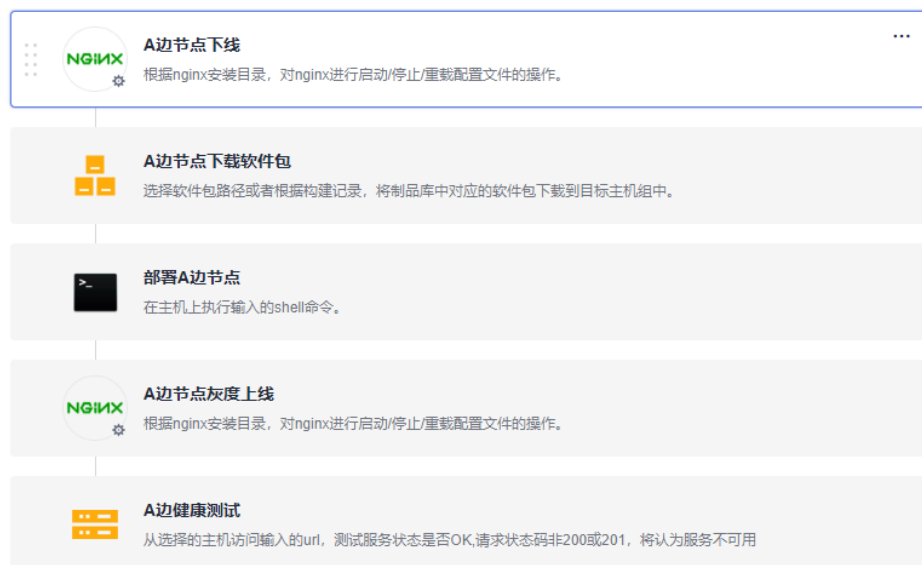 NGINX
A边节点下线
根据nginx安装目录，对nginx进行启动/停止/重载配置文件的操作。
A边节点下载软件包
选择软件包路径或者根据构建记录，将制品库中对应的软件包下载到目标主机组中。
>_
部署A边节点
在主机上执行输入的shell命令。
NGINX
A边节点灰度上线
根据nginx安装目录，对nginx进行启动/停止/重载配置文件的操作。
A边健康测试
从选择的主机访问输入的url，测试服务状态是否OK,请求状态码非200或201，将认为服务不可用